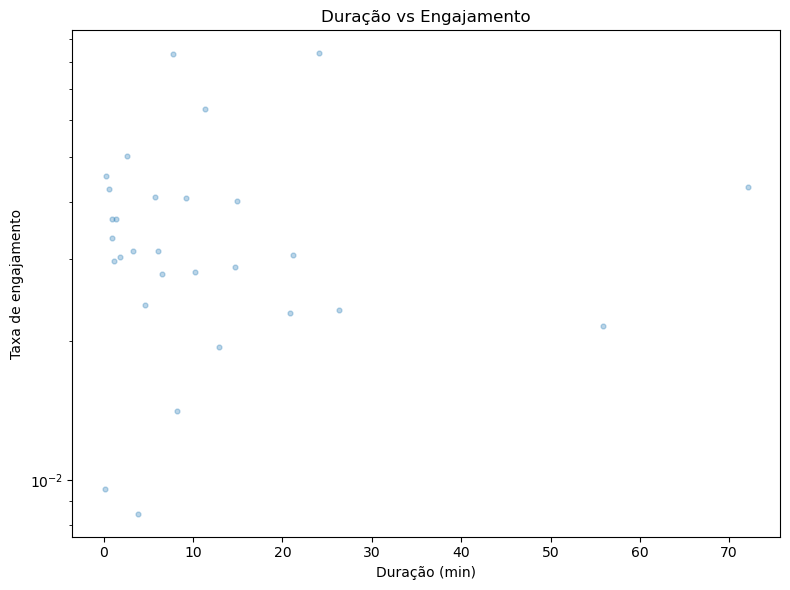 Duração vs Engajamento
Taxa de engajamento
10⁻²
0 10 20 30 40 50 60 70
Duração (min)